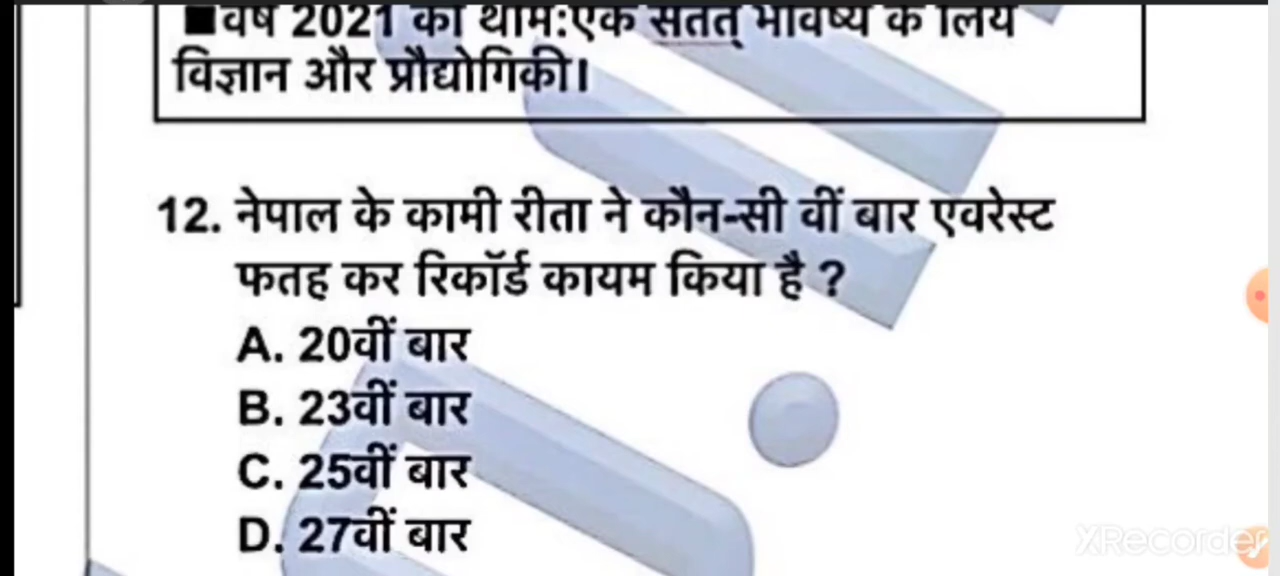 ■वर्ष 2021 की थीम:एक सतत् भविष्य के लिये
विज्ञान और प्रौद्योगिकी।
12. नेपाल के कामी रीता ने कौन-सी वीं बार एवरेस्ट
फतह कर रिकॉर्ड कायम किया है ?
A. 20वीं बार
B. 23वीं बार
C. 25वीं बार
D. 27वीं बार
XRecorder